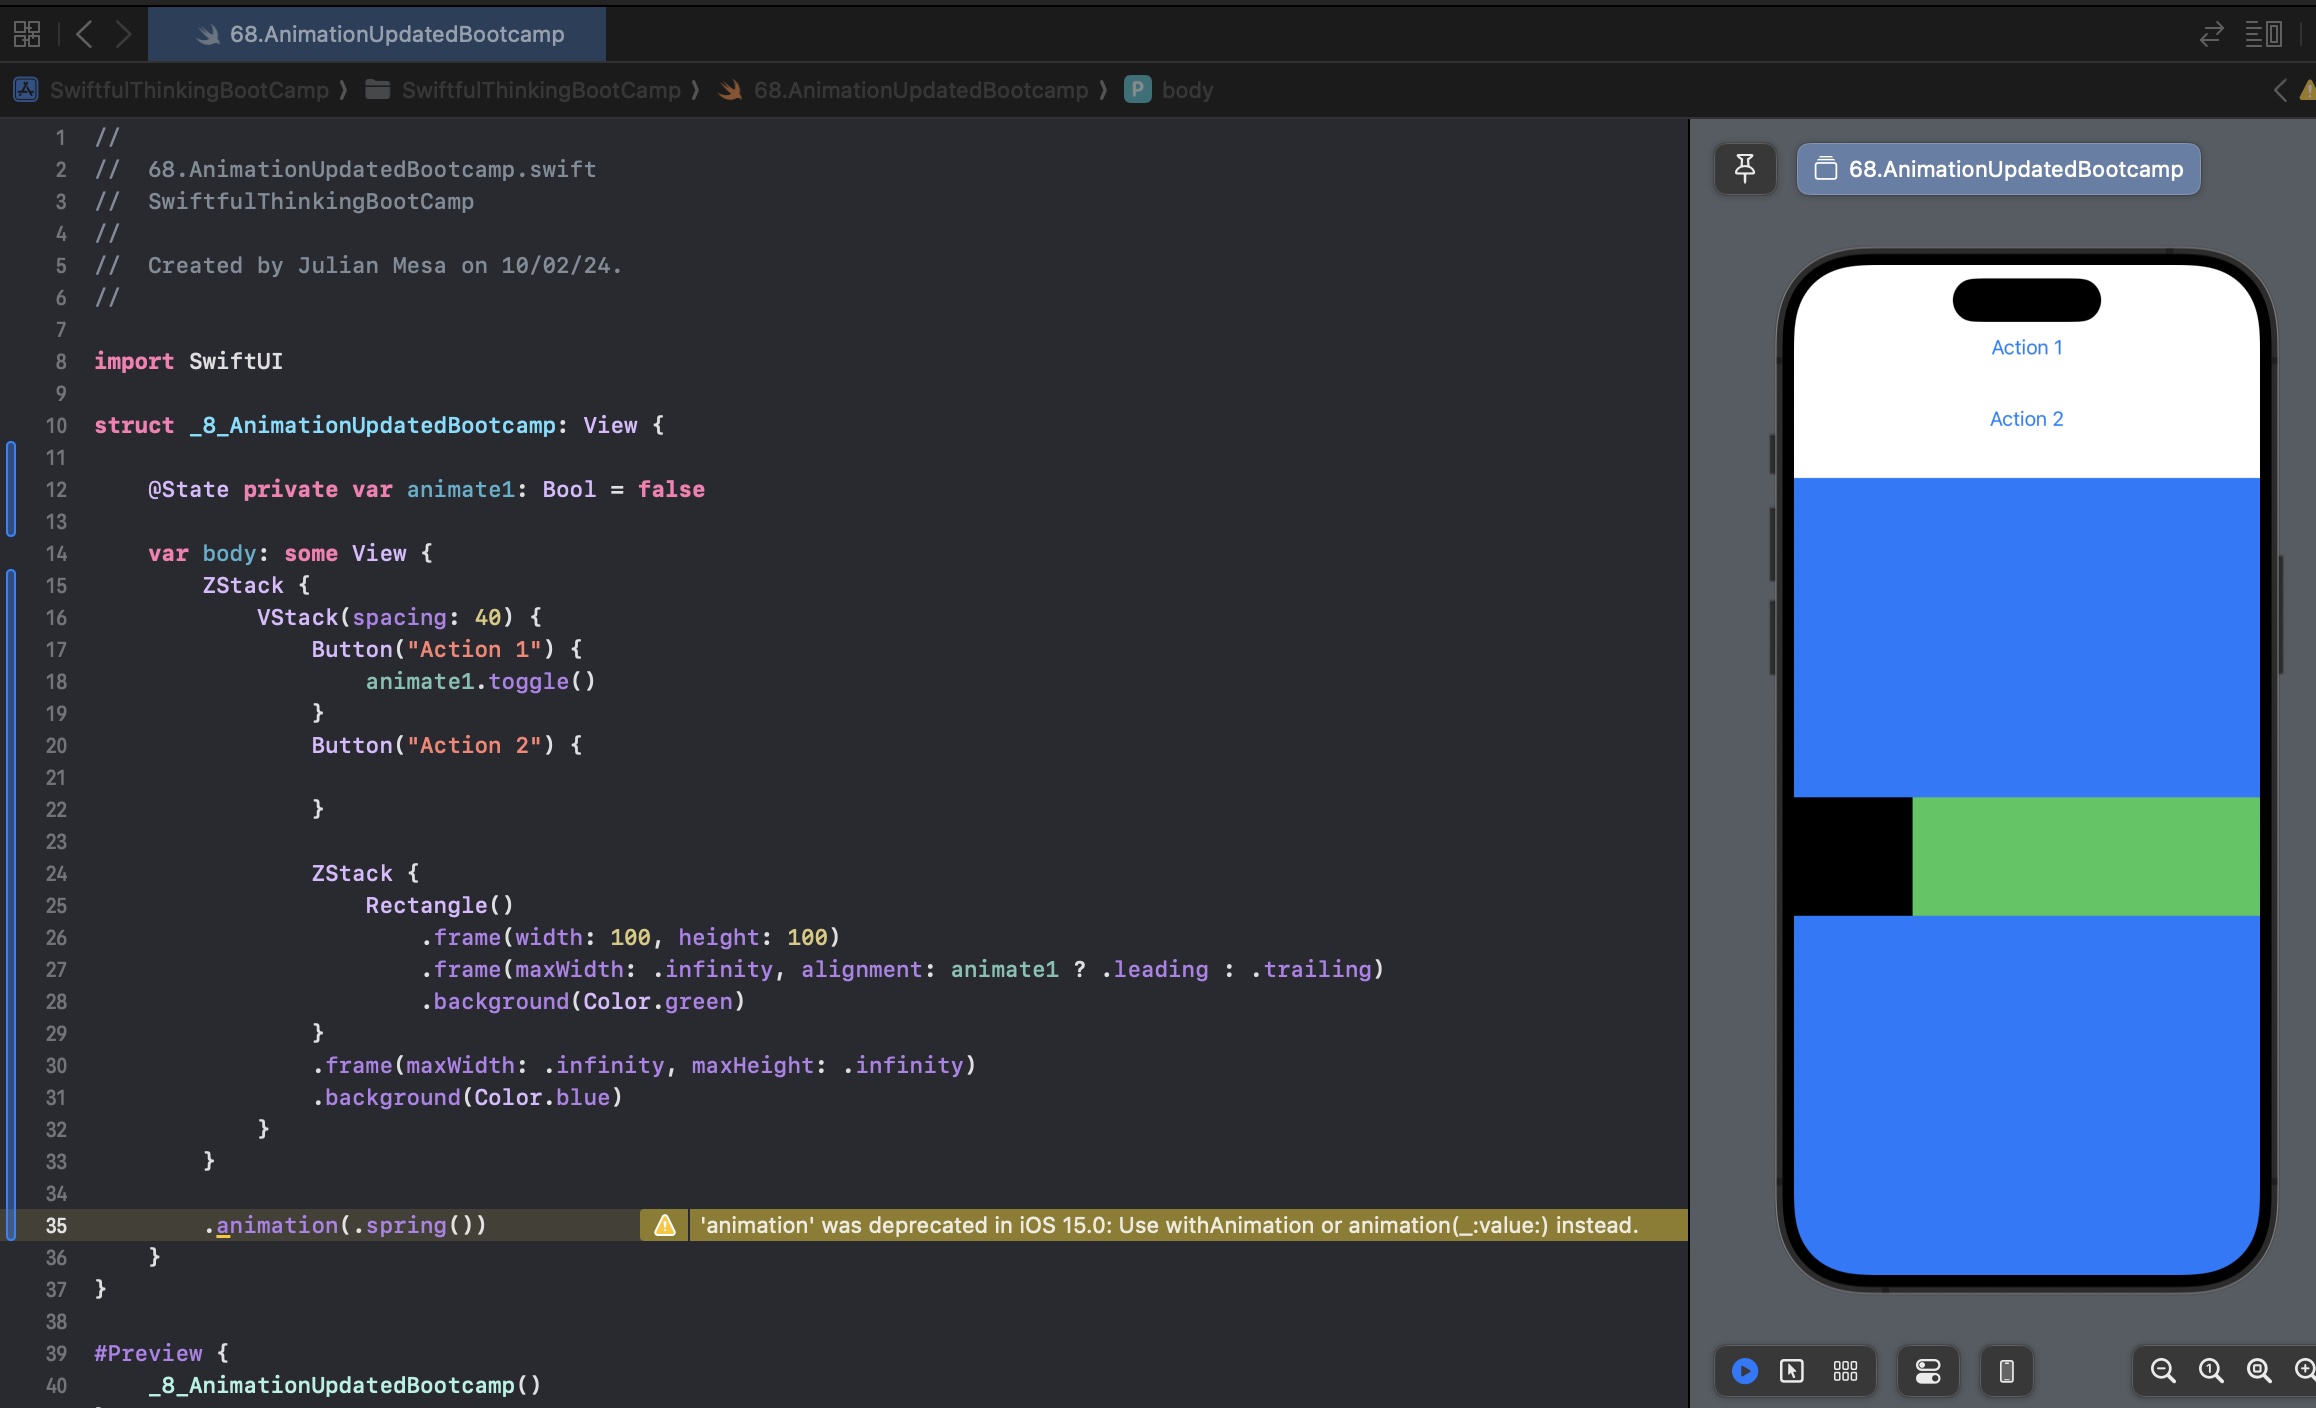 68.AnimationUpdatedBootcamp
SwiftfulThinkingBootCamp ⟩ SwiftfulThinkingBootCamp ⟩ 68.AnimationUpdatedBootcamp ⟩ P body
1 //
2 //  68.AnimationUpdatedBootcamp.swift
3 //  SwiftfulThinkingBootCamp
4 //
5 //  Created by Julian Mesa on 10/02/24.
6 //
7
8 import SwiftUI
9
10 struct _8_AnimationUpdatedBootcamp: View {
11
12     @State private var animate1: Bool = false
13
14     var body: some View {
15         ZStack {
16             VStack(spacing: 40) {
17                 Button("Action 1") {
18                     animate1.toggle()
19                 }
20                 Button("Action 2") {
21
22                 }
23
24                 ZStack {
25                     Rectangle()
26                         .frame(width: 100, height: 100)
27                         .frame(maxWidth: .infinity, alignment: animate1 ? .leading : .trailing)
28                         .background(Color.green)
29                 }
30                 .frame(maxWidth: .infinity, maxHeight: .infinity)
31                 .background(Color.blue)
32             }
33         }
34
35         .animation(.spring()) 'animation' was deprecated in iOS 15.0: Use withAnimation or animation(_:value:) instead.
36     }
37 }
38
39 #Preview {
40     _8_AnimationUpdatedBootcamp()
68.AnimationUpdatedBootcamp
Action 1
Action 2